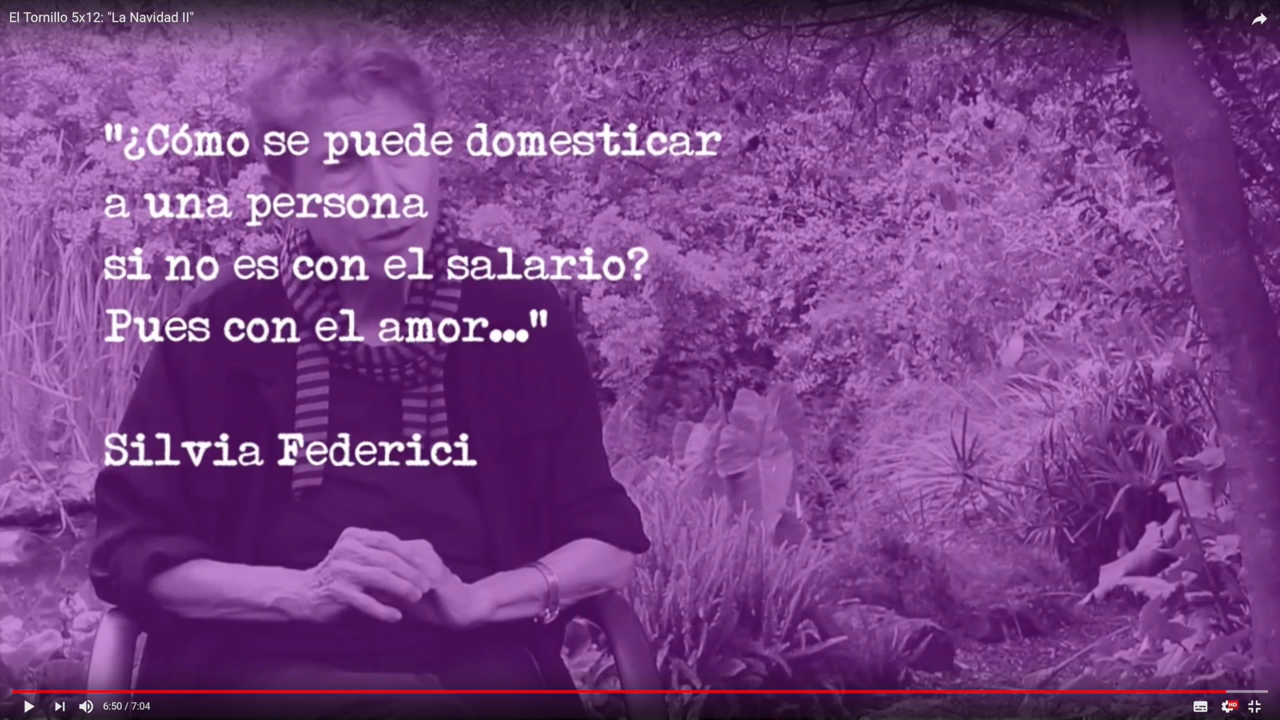 El Tornillo 5x12: "La Navidad II"
"¿Cómo se puede domesticar
a una persona
si no es con el salario?
Pues con el amor..."
Silvia Federici
6:50 / 7:04
HD